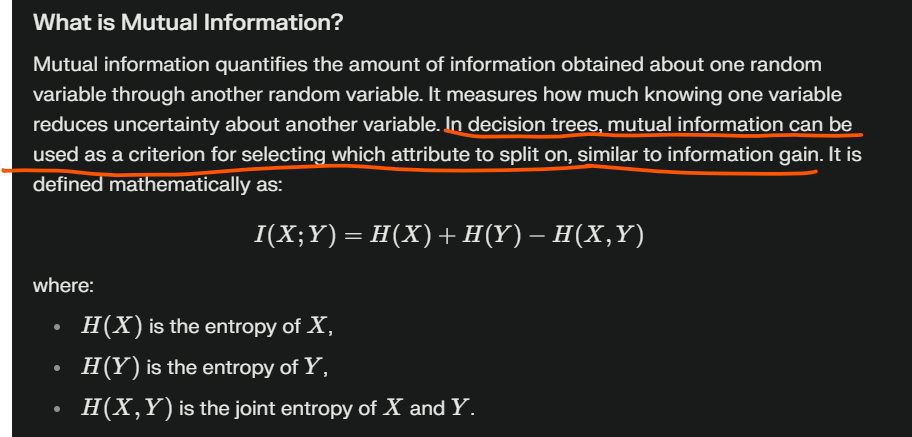 What is Mutual Information?
Mutual information quantifies the amount of information obtained about one random
variable through another random variable. It measures how much knowing one variable
reduces uncertainty about another variable. In decision trees, mutual information can be
used as a criterion for selecting which attribute to split on, similar to information gain. It is
defined mathematically as:
I(X;Y) = H(X) + H(Y) − H(X,Y)
where:
• H(X) is the entropy of X,
• H(Y) is the entropy of Y,
• H(X,Y) is the joint entropy of X and Y.